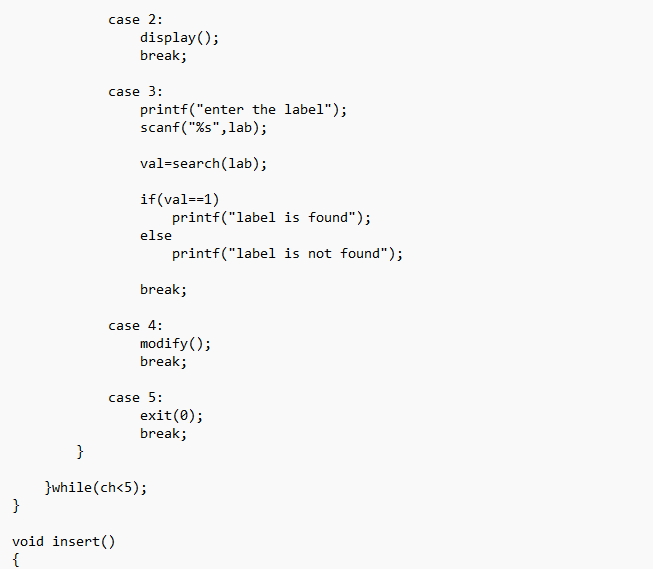 case 2:
display();
break;
case 3:
printf("enter the label");
scanf("%s",lab);
val=search(lab);
if(val==1)
printf("label is found");
else
printf("label is not found");
break;
case 4:
modify();
break;
case 5:
exit(0);
break;
}
}while(ch<5);
}
void insert()
{